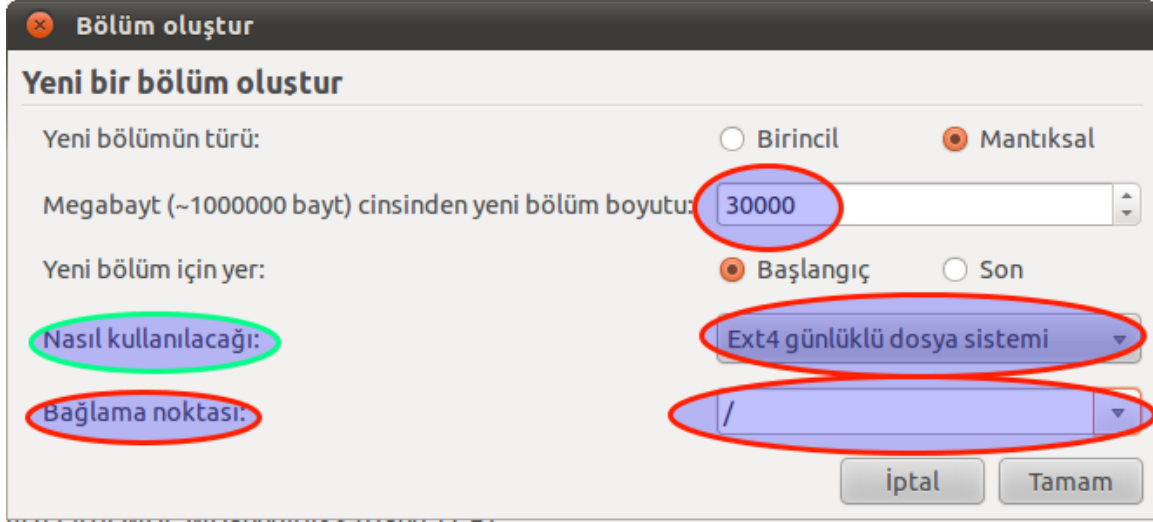 Bölüm oluştur
Yeni bir bölüm oluştur
Yeni bölümün türü: Birincil Mantıksal
Megabayt (~1000000 bayt) cinsinden yeni bölüm boyutu: 30000
Yeni bölüm için yer: Başlangıç Son
Nasıl kullanılacağı: Ext4 günlüklü dosya sistemi
Bağlama noktası: /
İptal Tamam